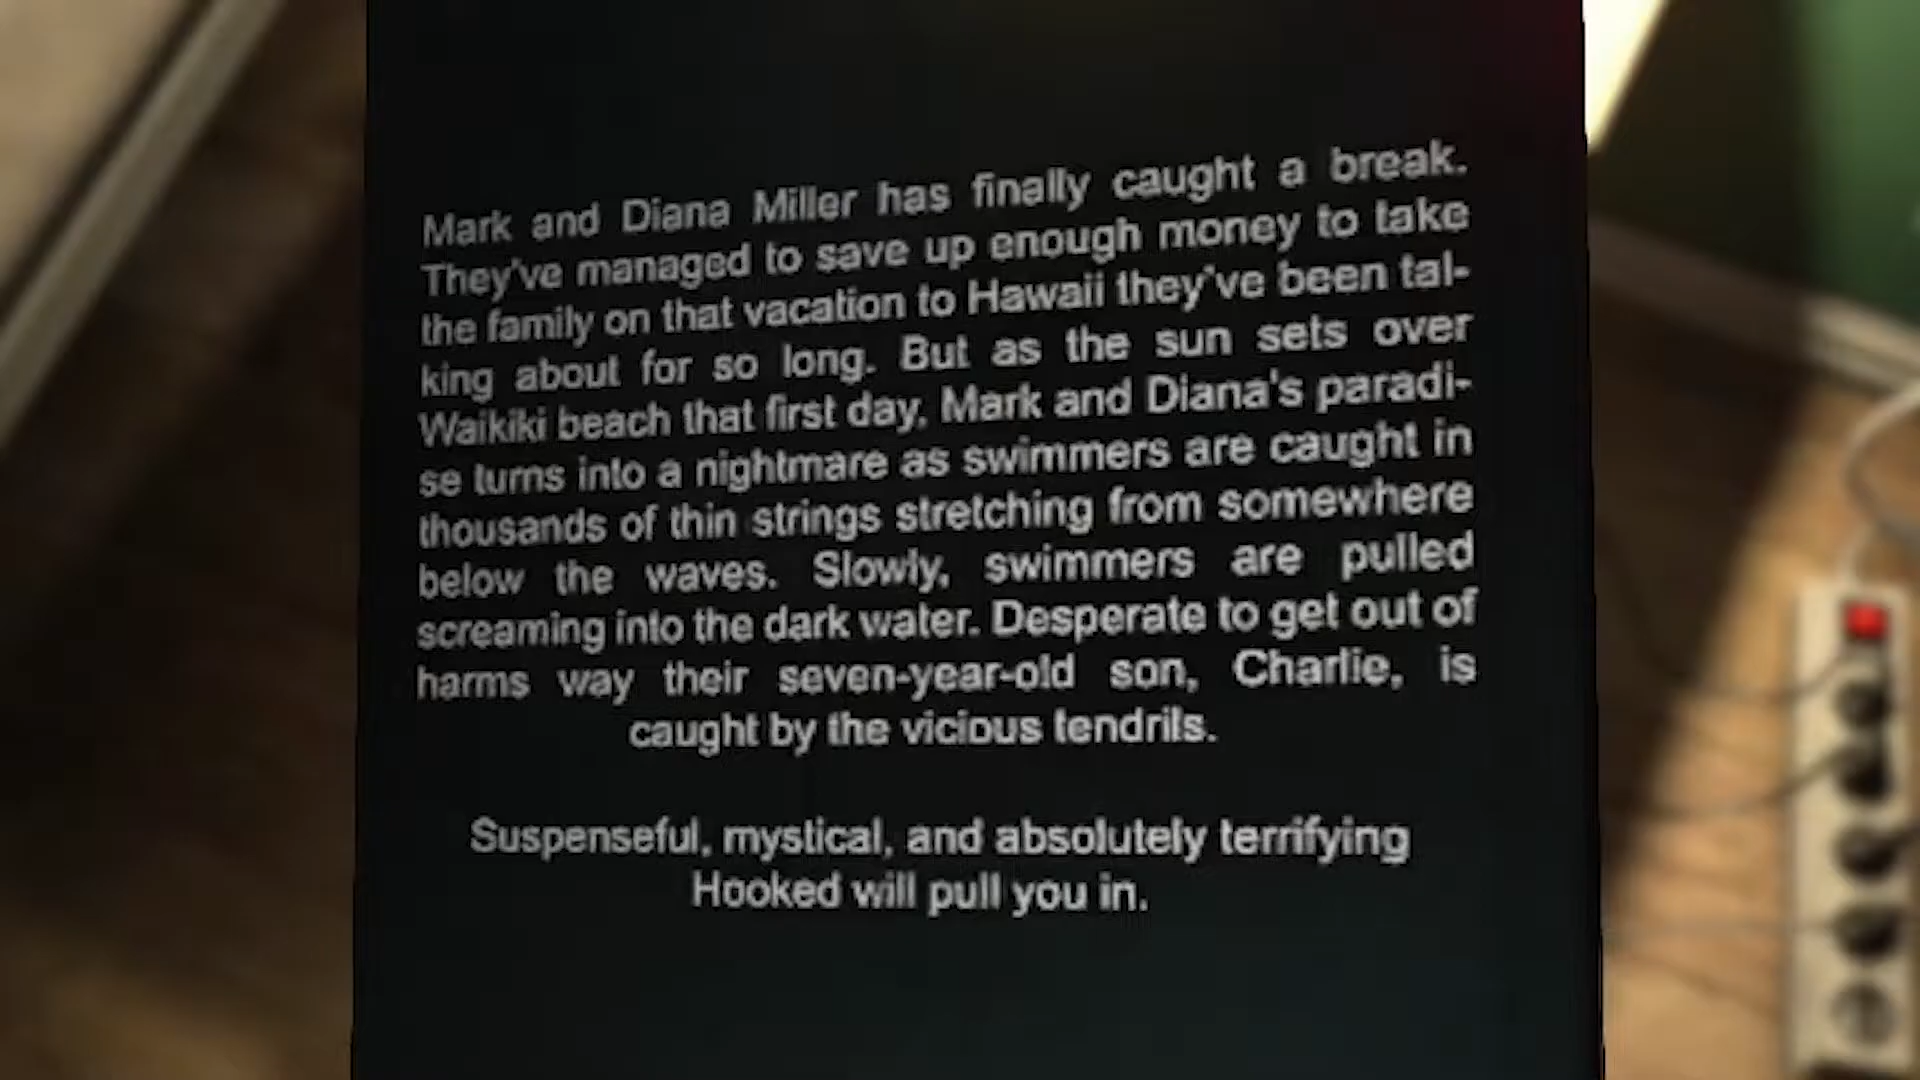 Mark and Diana Miller has finally caught a break.
They've managed to save up enough money to take
the family on that vacation to Hawaii they've been tal-
king about for so long. But as the sun sets over
Waikiki beach that first day, Mark and Diana's paradi-
se turns into a nightmare as swimmers are caught in
thousands of thin strings stretching from somewhere
below the waves. Slowly, swimmers are pulled
screaming into the dark water. Desperate to get out of
harms way their seven-year-old son, Charlie, is
caught by the vicious tendrils.
Suspenseful, mystical, and absolutely terrifying
Hooked will pull you in.